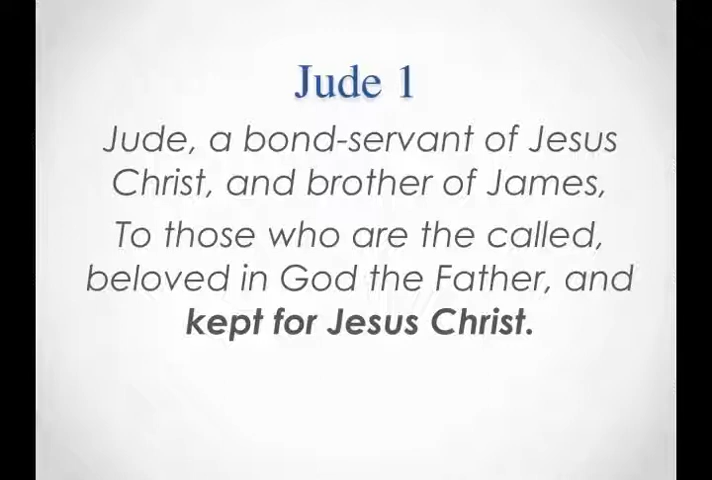 Jude 1
Jude, a bond-servant of Jesus
Christ, and brother of James,
To those who are the called,
beloved in God the Father, and
kept for Jesus Christ.